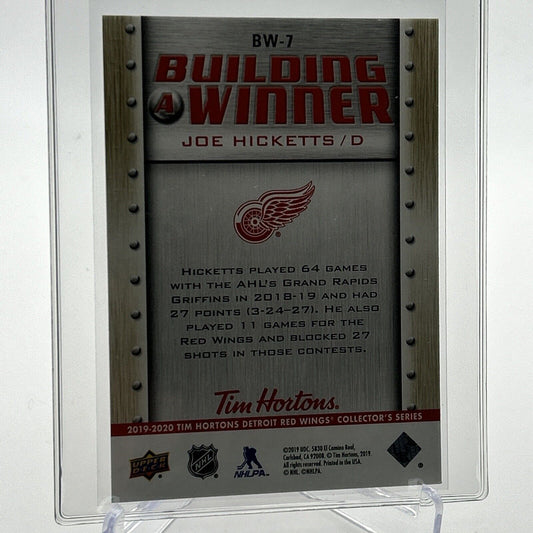 BW-7
BUILDING
A WINNER
JOE HICKETTS / D
HICKETTS PLAYED 64 GAMES
WITH THE AHL'S GRAND RAPIDS
GRIFFINS IN 2018-19 AND HAD
27 POINTS (3-24–27). HE ALSO
PLAYED 11 GAMES FOR THE
RED WINGS AND BLOCKED 27
SHOTS IN THOSE CONTESTS.
Tim Hortons®
2019-2020 TIM HORTONS DETROIT RED WINGS® COLLECTOR'S SERIES
UPPER DECK
NHL
NHLPA
©2019 UDC, 5830 El Camino Real,
Carlsbad, CA 92008. © Tim Hortons, 2019
All rights reserved. Printed in the USA.
© NHL. ©NHLPA.